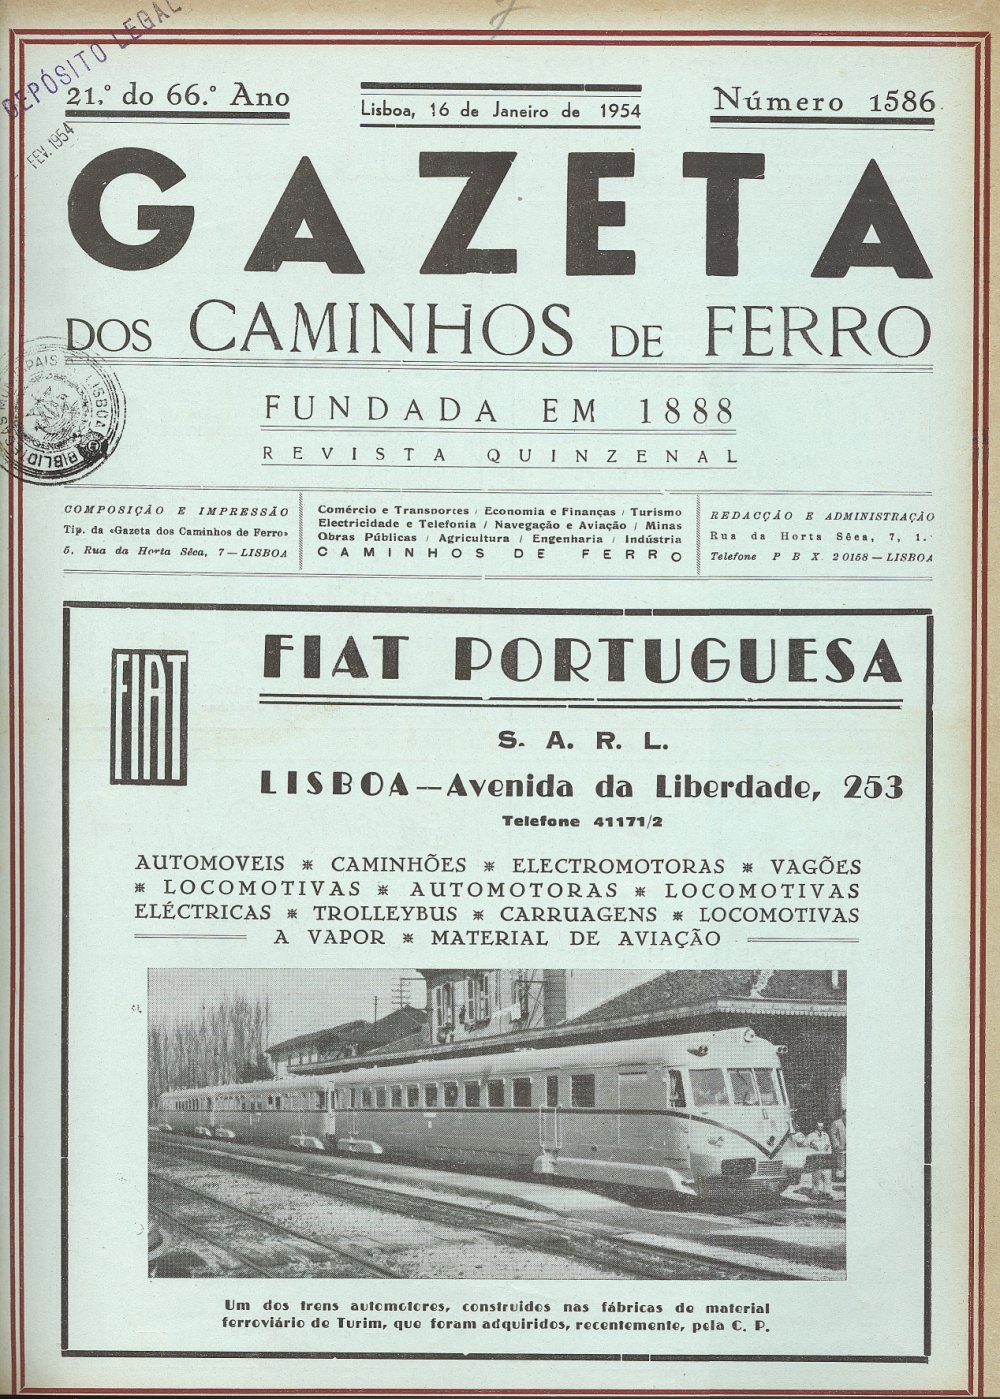 DEPÓSITO LEGAL
FEV. 1954
21.º do 66.º Ano
Lisboa, 16 de Janeiro de 1954
Número 1586
GAZETA
DOS CAMINHOS DE FERRO
FUNDADA EM 1888
REVISTA QUINZENAL
COMPOSIÇÃO E IMPRESSÃO
Tip. da «Gazeta dos Caminhos de Ferro»
5, Rua da Horta Sêca, 7 — LISBOA
Comércio e Transportes / Economia e Finanças / Turismo
Electricidade e Telefonia / Navegação e Aviação / Minas
Obras Públicas / Agricultura / Engenharia / Indústria
CAMINHOS DE FERRO
REDACÇÃO E ADMINISTRAÇÃO
Rua da Horta Sêca, 7, 1.º
Telefone P B X 20158 — LISBOA
FIAT
FIAT PORTUGUESA
S. A. R. L.
LISBOA — Avenida da Liberdade, 253
Telefone 41171/2
AUTOMOVEIS * CAMINHÕES * ELECTROMOTORAS * VAGÕES
* LOCOMOTIVAS * AUTOMOTORAS * LOCOMOTIVAS
ELÉCTRICAS * TROLLEYBUS * CARRUAGENS * LOCOMOTIVAS
A VAPOR * MATERIAL DE AVIAÇÃO
Um dos trens automotores, construidos nas fábricas de material
ferroviário de Turim, que foram adquiridos, recentemente, pela C. P.